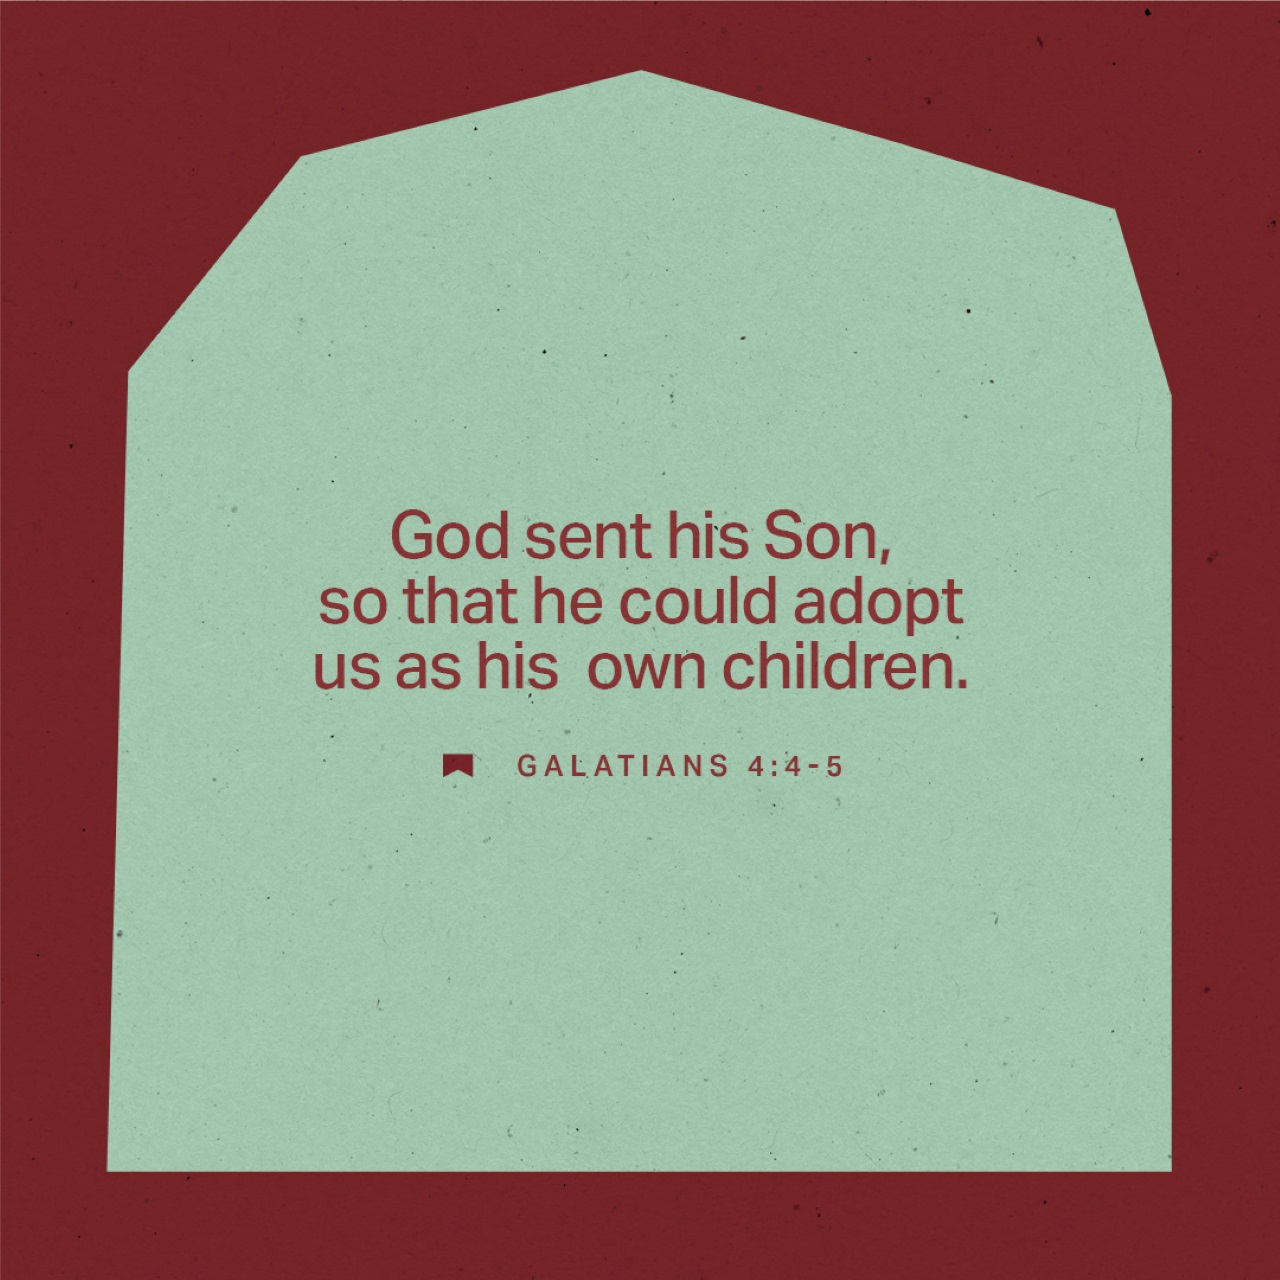 God sent his Son,
so that he could adopt
us as his  own children.
GALATIANS 4:4-5